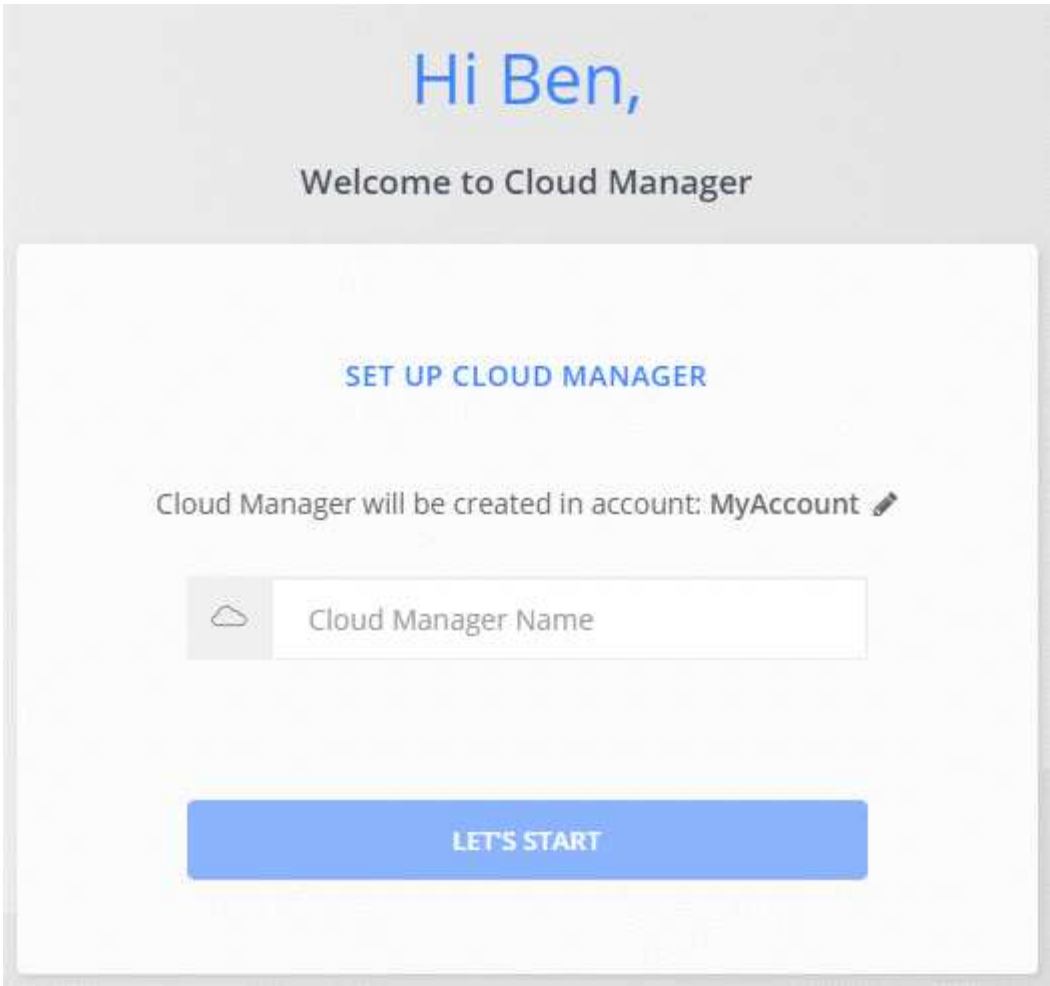 Hi Ben,
Welcome to Cloud Manager
SET UP CLOUD MANAGER
Cloud Manager will be created in account: MyAccount
Cloud Manager Name
LET'S START